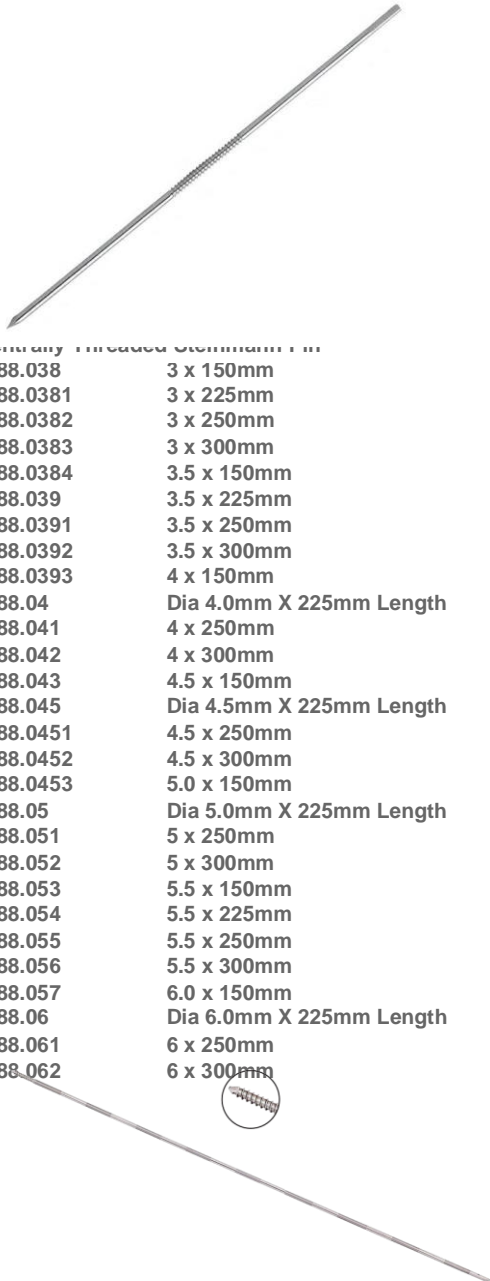 Centrally Threaded Steinmann Pin
88.038 3 x 150mm
88.0381 3 x 225mm
88.0382 3 x 250mm
88.0383 3 x 300mm
88.0384 3.5 x 150mm
88.039 3.5 x 225mm
88.0391 3.5 x 250mm
88.0392 3.5 x 300mm
88.0393 4 x 150mm
88.04 Dia 4.0mm X 225mm Length
88.041 4 x 250mm
88.042 4 x 300mm
88.043 4.5 x 150mm
88.045 Dia 4.5mm X 225mm Length
88.0451 4.5 x 250mm
88.0452 4.5 x 300mm
88.0453 5.0 x 150mm
88.05 Dia 5.0mm X 225mm Length
88.051 5 x 250mm
88.052 5 x 300mm
88.053 5.5 x 150mm
88.054 5.5 x 225mm
88.055 5.5 x 250mm
88.056 5.5 x 300mm
88.057 6.0 x 150mm
88.06 Dia 6.0mm X 225mm Length
88.061 6 x 250mm
88.062 6 x 300mm